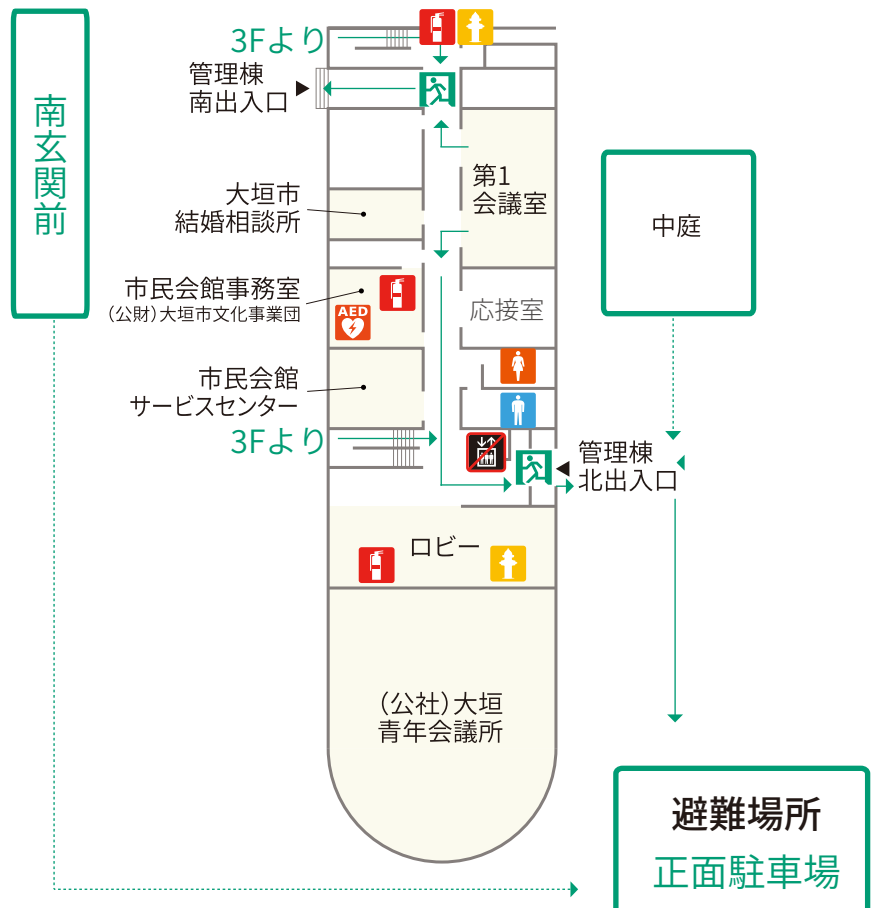 3Fより
管理棟
南出入口
南玄関前
大垣市
結婚相談所
第1
会議室
中庭
市民会館事務室
（公財）大垣市文化事業団
AED
応接室
市民会館
サービスセンター
3Fより
管理棟
北出入口
ロビー
（公社）大垣
青年会議所
避難場所
正面駐車場